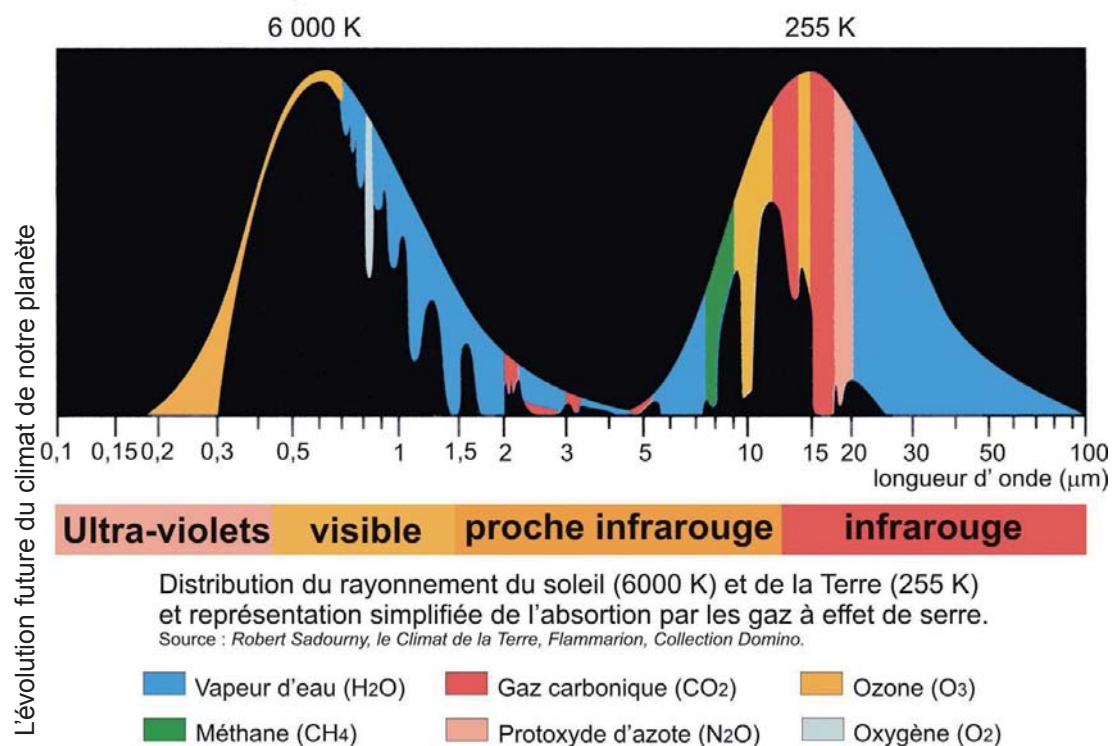 6 000 K 255 K
0,1 0,15 0,2 0,3 0,5 1 1,5 2 3 5 10 15 20 30 50 100
longueur d' onde (µm)
Ultra-violets visible proche infrarouge infrarouge
Distribution du rayonnement du soleil (6000 K) et de la Terre (255 K)
et représentation simplifiée de l'absortion par les gaz à effet de serre.
Source : Robert Sadourny, le Climat de la Terre, Flammarion, Collection Domino.
Vapeur d'eau (H2O) Gaz carbonique (CO2) Ozone (O3)
Méthane (CH4) Protoxyde d'azote (N2O) Oxygène (O2)
L'évolution future du climat de notre planète